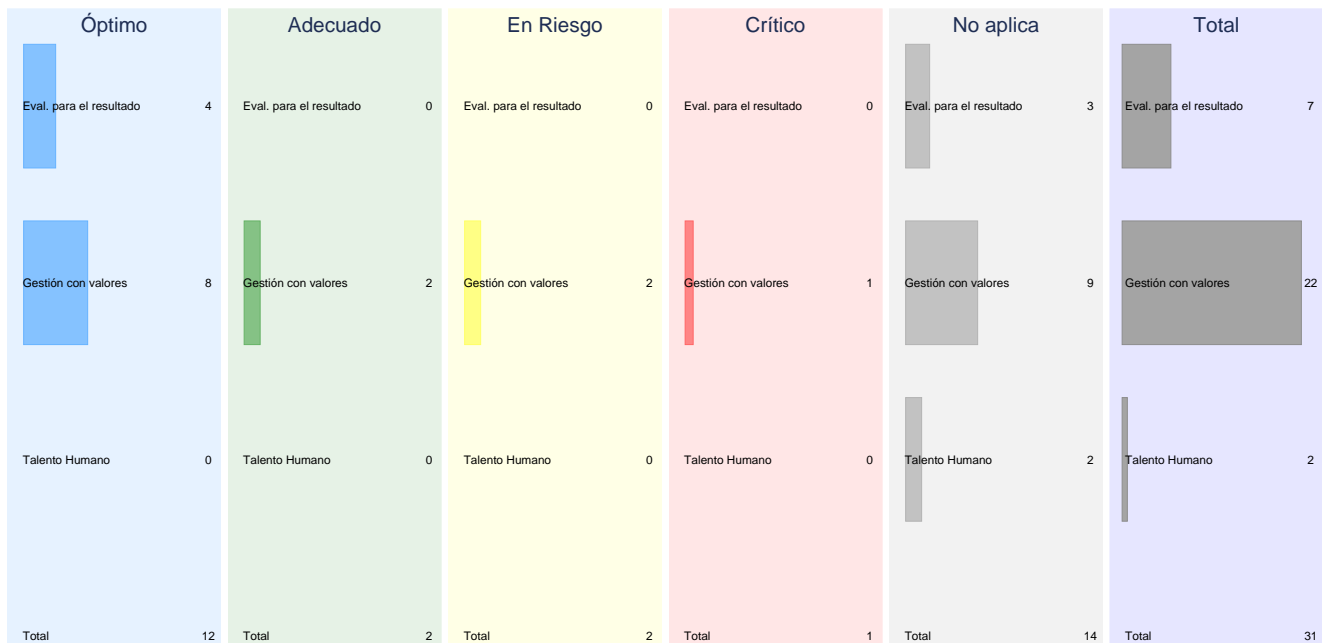 Óptimo Adecuado En Riesgo Crítico No aplica Total
Eval. para el resultado 4 Eval. para el resultado 0 Eval. para el resultado 0 Eval. para el resultado 0 Eval. para el resultado 3 Eval. para el resultado 7
Gestión con valores 8 Gestión con valores 2 Gestión con valores 2 Gestión con valores 1 Gestión con valores 9 Gestión con valores 22
Talento Humano 0 Talento Humano 0 Talento Humano 0 Talento Humano 0 Talento Humano 2 Talento Humano 2
Total 12 Total 2 Total 2 Total 1 Total 14 Total 31